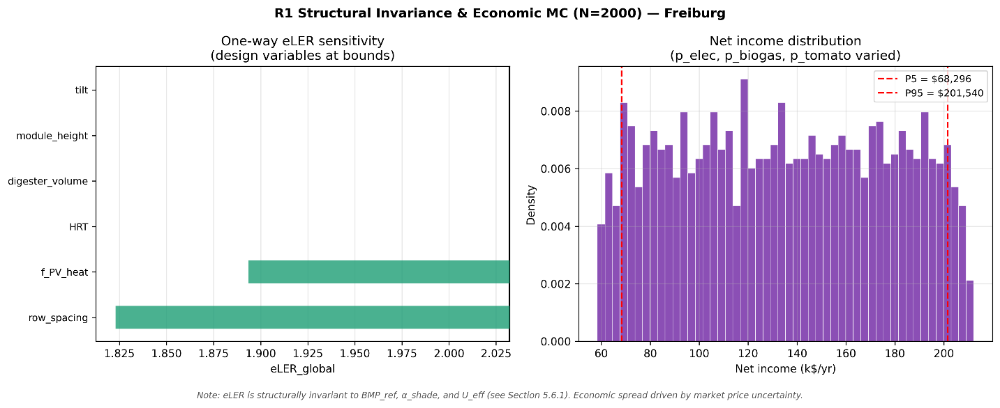 R1 Structural Invariance & Economic MC (N=2000) — Freiburg
One-way eLER sensitivity
(design variables at bounds)
tilt
module_height
digester_volume
HRT
f_PV_heat
row_spacing
1.825 1.850 1.875 1.900 1.925 1.950 1.975 2.000 2.025
eLER_global
Net income distribution
(p_elec, p_biogas, p_tomato varied)
P5 = $68,296
P95 = $201,540
Density
0.008
0.006
0.004
0.002
0.000
60 80 100 120 140 160 180 200
Net income (k$/yr)
Note: eLER is structurally invariant to BMP_ref, α_shade, and U_eff (see Section 5.6.1). Economic spread driven by market price uncertainty.